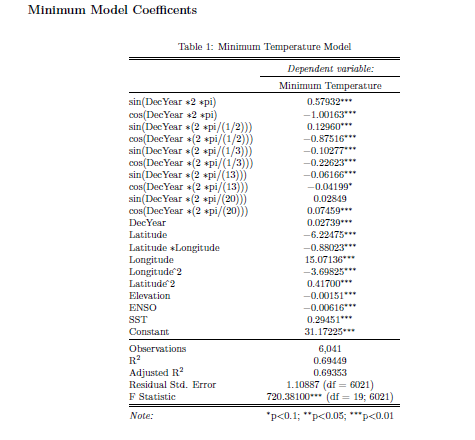 Minimum Model Coefficents
Table 1: Minimum Temperature Model
Dependent variable:
Minimum Temperature
sin(DecYear *2 *pi) 0.57932***
cos(DecYear *2 *pi) −1.00163***
sin(DecYear *(2 *pi/(1/2))) 0.12960***
cos(DecYear *(2 *pi/(1/2))) −0.87516***
sin(DecYear *(2 *pi/(1/3))) −0.10277***
cos(DecYear *(2 *pi/(1/3))) −0.22623***
sin(DecYear *(2 *pi/(13))) −0.06166***
cos(DecYear *(2 *pi/(13))) −0.04199*
sin(DecYear *(2 *pi/(20))) 0.02849
cos(DecYear *(2 *pi/(20))) 0.07459***
DecYear 0.02739***
Latitude −6.22475***
Latitude *Longitude −0.88023***
Longitude 15.07136***
Longitude^2 −3.69825***
Latitude^2 0.41700***
Elevation −0.00151***
ENSO −0.00616***
SST 0.29451***
Constant 31.17225***
Observations 6,041
R² 0.69449
Adjusted R² 0.69353
Residual Std. Error 1.10887 (df = 6021)
F Statistic 720.38100*** (df = 19; 6021)
Note: *p<0.1; **p<0.05; ***p<0.01